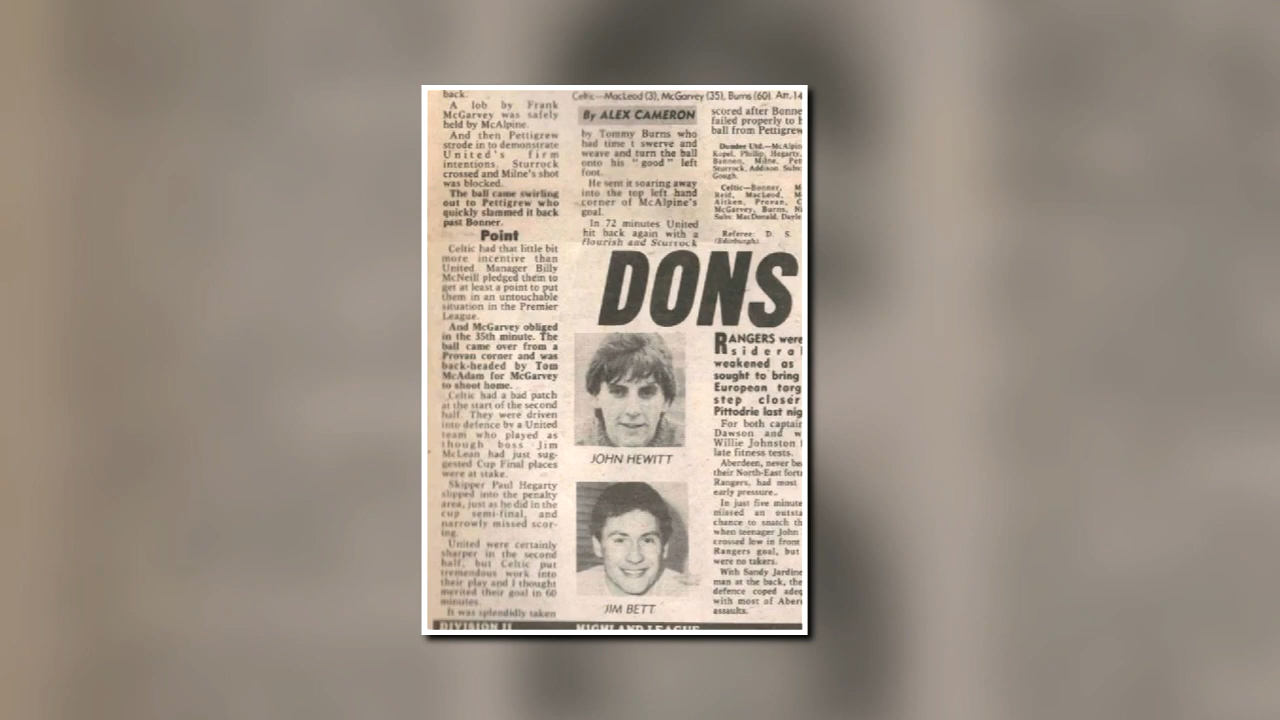 back.
A lob by Frank
McGarvey was safely
held by McAlpine.
And then Pettigrew
strode in to demonstrate
United's firm
intentions. Sturrock
crossed and Milne's shot
was blocked.
The ball came swirling
out to Pettigrew who
quickly slammed it back
past Bonner.
Point
Celtic had that little bit
more incentive than
United. Manager Billy
McNeill pledged them to
get at least a point to put
them in an untouchable
situation in the Premier
League.
And McGarvey obliged
in the 35th minute. The
ball came over from a
Provan corner and was
back-headed by Tom
McAdam for McGarvey
to shoot home.
Celtic had a bad patch
at the start of the second
half. They were driven
into defence by a United
team who played as
though boss Jim
McLean had just sug-
gested Cup Final places
were at stake.
Skipper Paul Hegarty
slipped into the penalty
area, just as he did in the
cup semi-final, and
narrowly missed scor-
ing.
United were certainly
sharper in the second
half, but Celtic put
tremendous work into
their play and I thought
merited their goal in 60
minutes.
It was splendidly taken
Celtic—MacLeod (3), McGarvey (35), Burns (60). Att. 14
By ALEX CAMERON
by Tommy Burns who
had time t swerve and
weave and turn the ball
onto his "good" left
foot.
He sent it soaring away
into the top left hand
corner of McAlpine's
goal.
In 72 minutes United
hit back again with a
flourish and Sturrock
scored after Bonne
failed properly to h
ball from Pettigrew
Dundee Utd.—McAlpin
Kopel, Phillip, Hegarty,
Bannon, Milne, Pet
Sturrock, Addison. Subs:
Gough.
Celtic—Bonner, M
Reid, MacLeod, M
Aitken, Provan, C
McGarvey, Burns, Ni
Subs: MacDonald, Dayle
Referee: D. S.
(Edinburgh).
DONS
JOHN HEWITT
JIM BETT
RANGERS were
sidera
weakened as
sought to bring
European targ
step closer
Pittodrie last nig
For both captain
Dawson and w
Willie Johnston f
late fitness tests.
Aberdeen, never be
their North-East fortr
Rangers, had most
early pressure.
In just five minute
missed an outsta
chance to snatch th
when teenager John
crossed low in front
Rangers goal, but
were no takers.
With Sandy Jardine
man at the back, the
defence coped adeq
with most of Aber
assaults.
DIVISION II
HIGHLAND LEAGUE